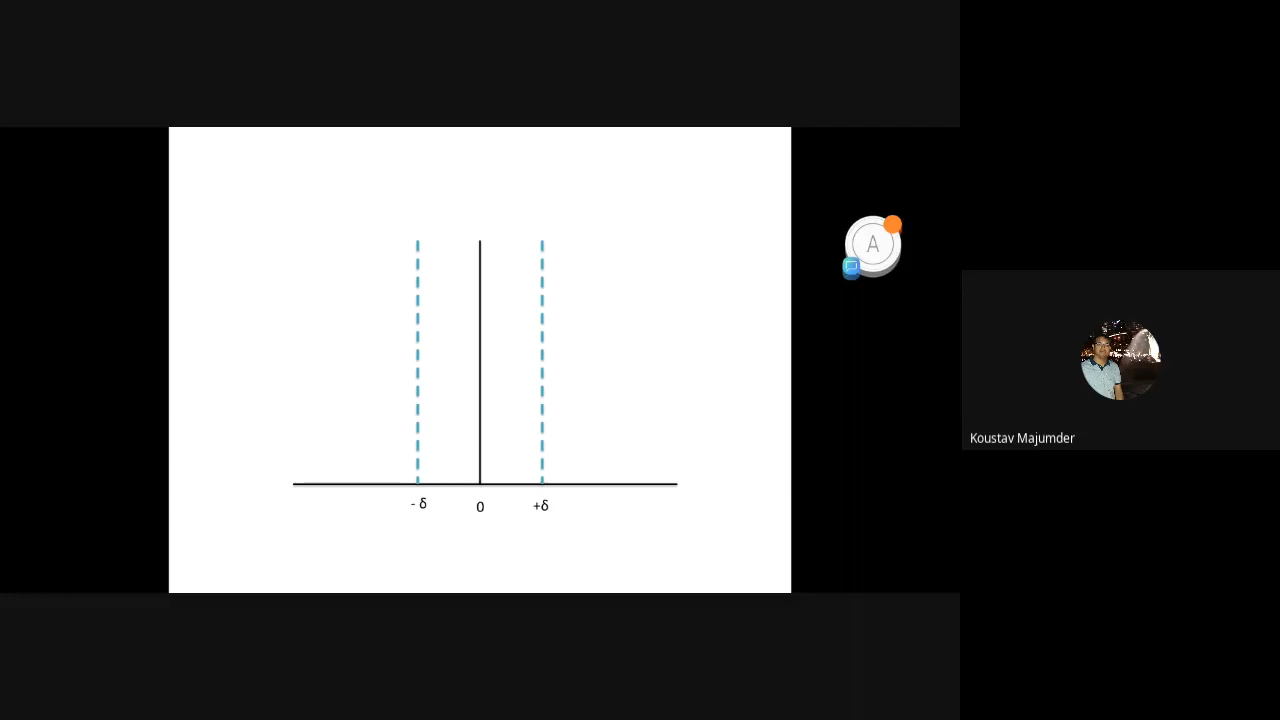 A
- δ 0 +δ
Koustav Majumder